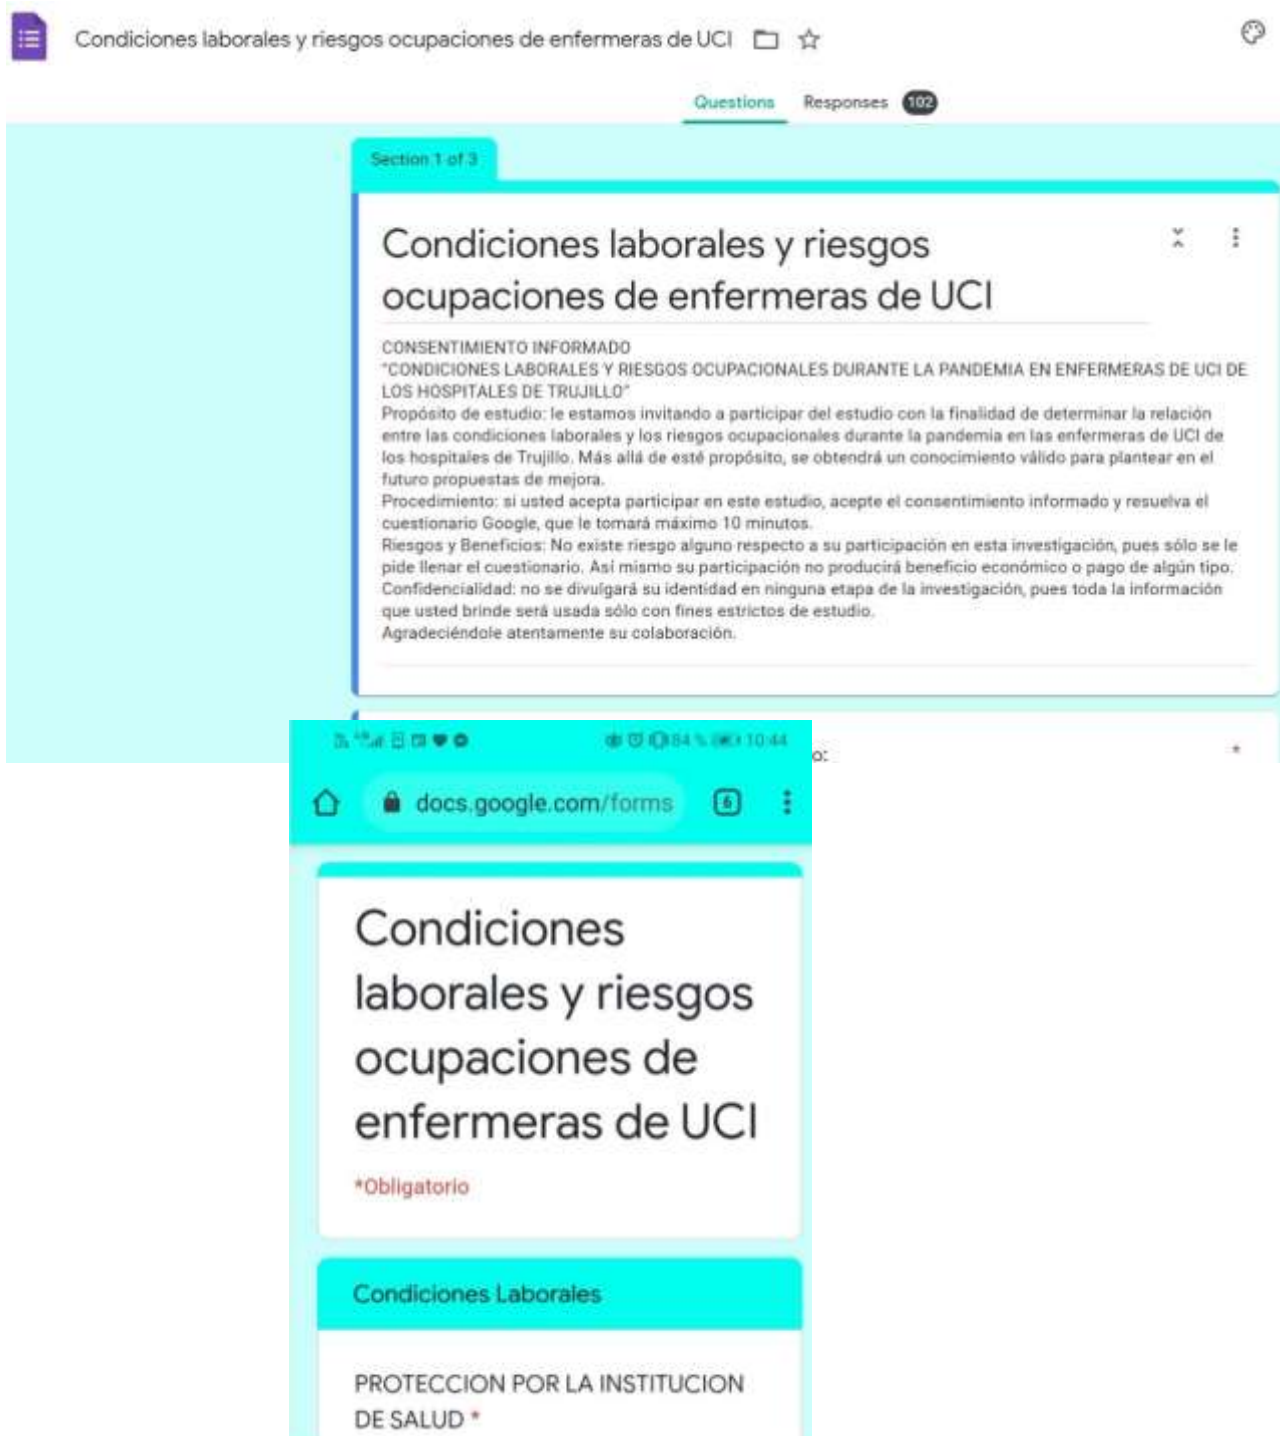 Condiciones laborales y riesgos ocupaciones de enfermeras de UCI
Questions Responses 102
Section 1 of 3
Condiciones laborales y riesgos
ocupaciones de enfermeras de UCI
CONSENTIMIENTO INFORMADO
"CONDICIONES LABORALES Y RIESGOS OCUPACIONALES DURANTE LA PANDEMIA EN ENFERMERAS DE UCI DE
LOS HOSPITALES DE TRUJILLO"
Propósito de estudio: le estamos invitando a participar del estudio con la finalidad de determinar la relación
entre las condiciones laborales y los riesgos ocupacionales durante la pandemia en las enfermeras de UCI de
los hospitales de Trujillo. Más allá de esté propósito, se obtendrá un conocimiento válido para plantear en el
futuro propuestas de mejora.
Procedimiento: si usted acepta participar en este estudio, acepte el consentimiento informado y resuelva el
cuestionario Google, que le tomará máximo 10 minutos.
Riesgos y Beneficios: No existe riesgo alguno respecto a su participación en esta investigación, pues sólo se le
pide llenar el cuestionario. Así mismo su participación no producirá beneficio económico o pago de algún tipo.
Confidencialidad: no se divulgará su identidad en ninguna etapa de la investigación, pues toda la información
que usted brinde será usada sólo con fines estrictos de estudio.
Agradeciéndole atentamente su colaboración.
o: *
84 % 10:44
docs.google.com/forms 6
Condiciones
laborales y riesgos
ocupaciones de
enfermeras de UCI
*Obligatorio
Condiciones Laborales
PROTECCION POR LA INSTITUCION
DE SALUD *